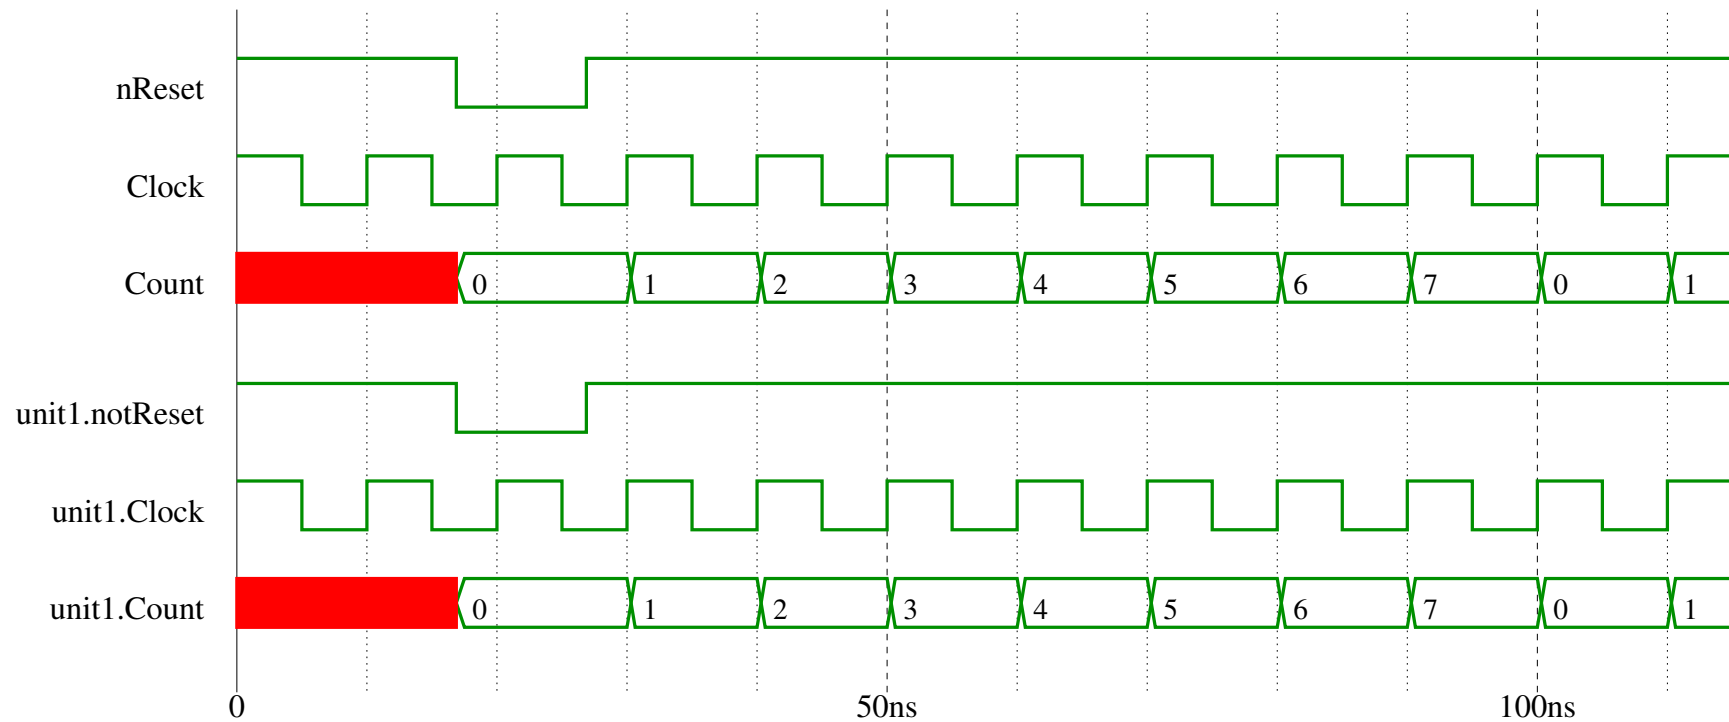 nReset
Clock
Count 0 1 2 3 4 5 6 7 0 1
unit1.notReset
unit1.Clock
unit1.Count 0 1 2 3 4 5 6 7 0 1
0 50ns 100ns